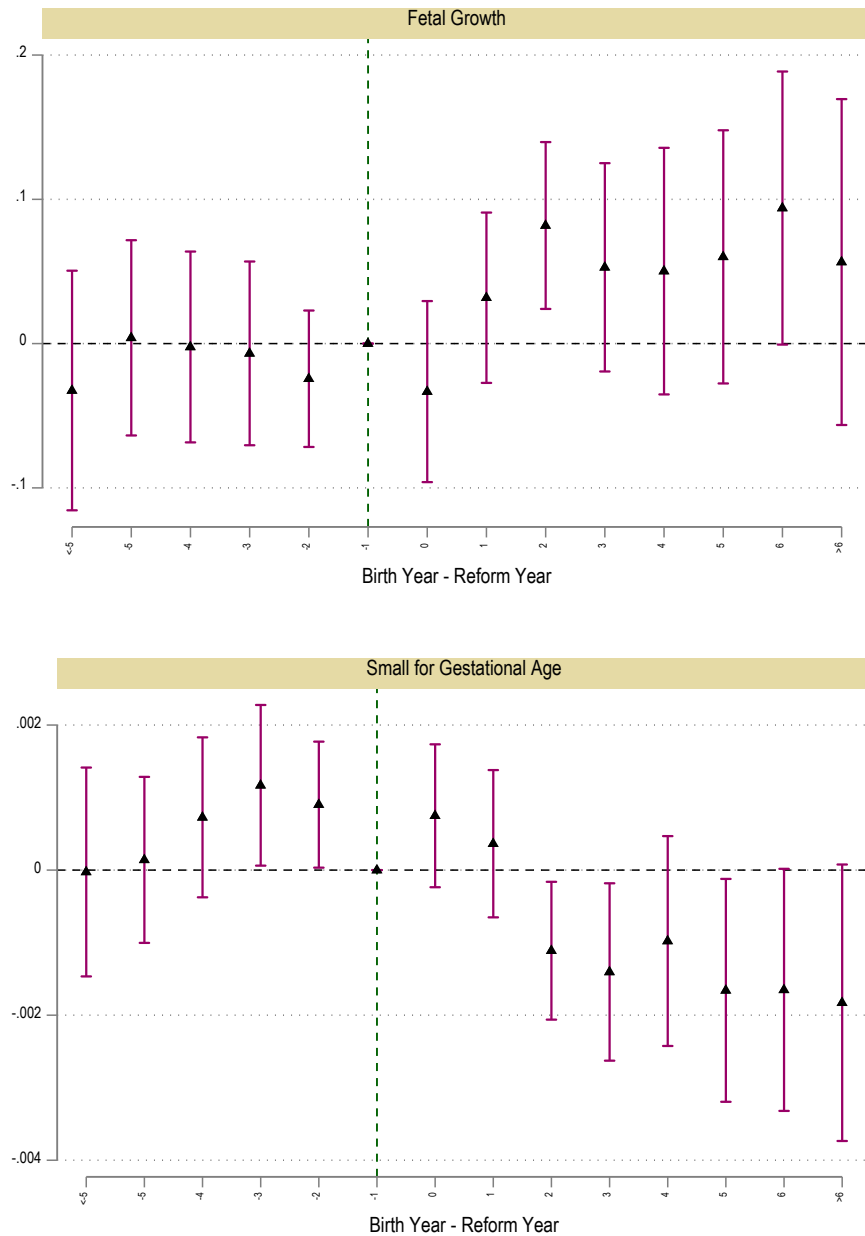 Fetal Growth
.2
.1
0
-.1
<-5 -5 -4 -3 -2 -1 0 1 2 3 4 5 6 >6
Birth Year - Reform Year
Small for Gestational Age
.002
0
-.002
-.004
<-5 -5 -4 -3 -2 -1 0 1 2 3 4 5 6 >6
Birth Year - Reform Year